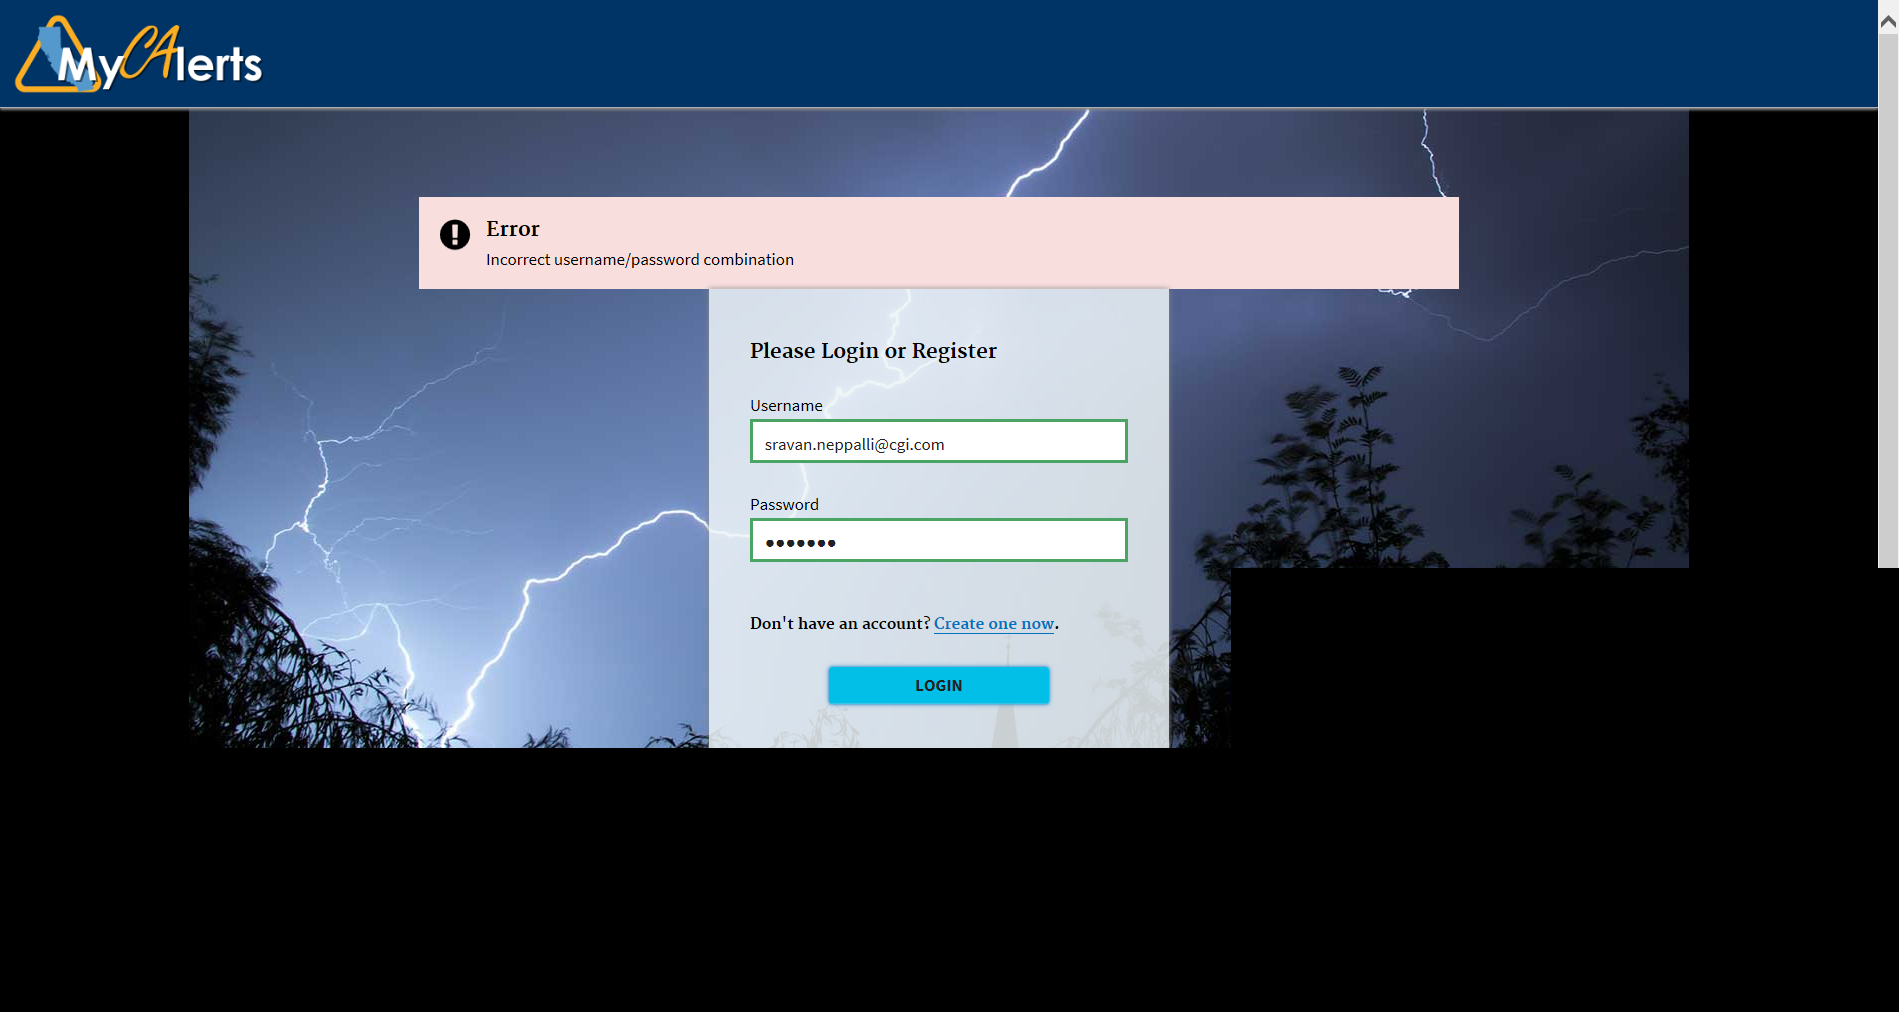 MyCAlerts
Error
Incorrect username/password combination
Please Login or Register
Username
sravan.neppalli@cgi.com
Password
•••••••
Don't have an account? Create one now.
LOGIN